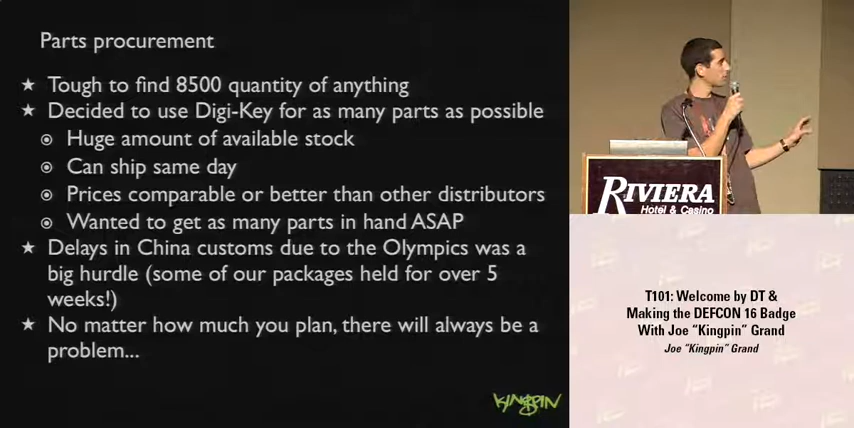 Parts procurement
★ Tough to find 8500 quantity of anything
★ Decided to use Digi-Key for as many parts as possible
Huge amount of available stock
Can ship same day
Prices comparable or better than other distributors
Wanted to get as many parts in hand ASAP
★ Delays in China customs due to the Olympics was a
big hurdle (some of our packages held for over 5
weeks!)
★ No matter how much you plan, there will always be a
problem...
KINGPIN
RIVIERA
Hotel & Casino
T101: Welcome by DT &
Making the DEFCON 16 Badge
With Joe "Kingpin" Grand
Joe "Kingpin" Grand